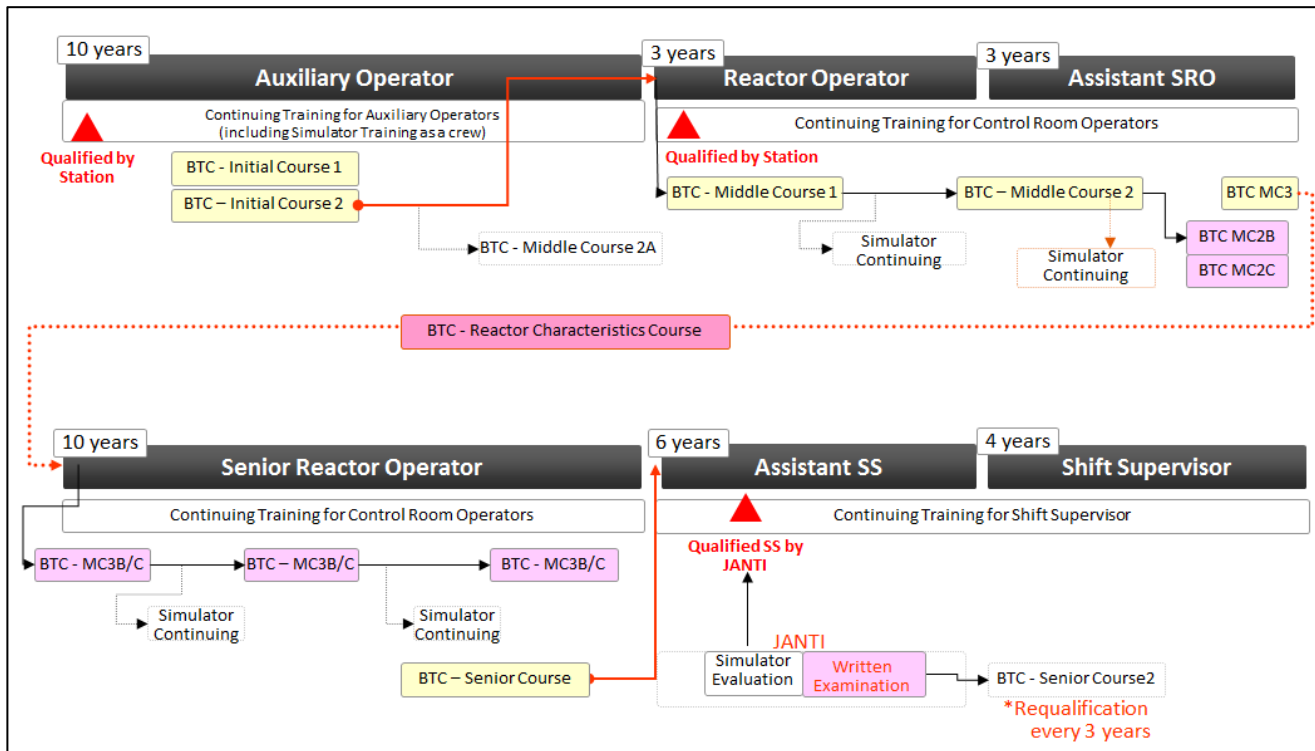 10 years
Auxiliary Operator
3 years
Reactor Operator
3 years
Assistant SRO
Continuing Training for Auxiliary Operators
(including Simulator Training as a crew)
Continuing Training for Control Room Operators
Qualified by
Station
Qualified by Station
BTC - Initial Course 1
BTC – Initial Course 2
BTC - Middle Course 1
BTC – Middle Course 2
BTC MC3
BTC - Middle Course 2A
Simulator
Continuing
Simulator
Continuing
BTC MC2B
BTC MC2C
BTC - Reactor Characteristics Course
10 years
Senior Reactor Operator
6 years
Assistant SS
4 years
Shift Supervisor
Continuing Training for Control Room Operators
Continuing Training for Shift Supervisor
Qualified SS by
JANTI
BTC - MC3B/C
BTC – MC3B/C
BTC - MC3B/C
Simulator
Continuing
Simulator
Continuing
JANTI
BTC – Senior Course
Simulator
Evaluation
Written
Examination
BTC - Senior Course2
*Requalification
every 3 years